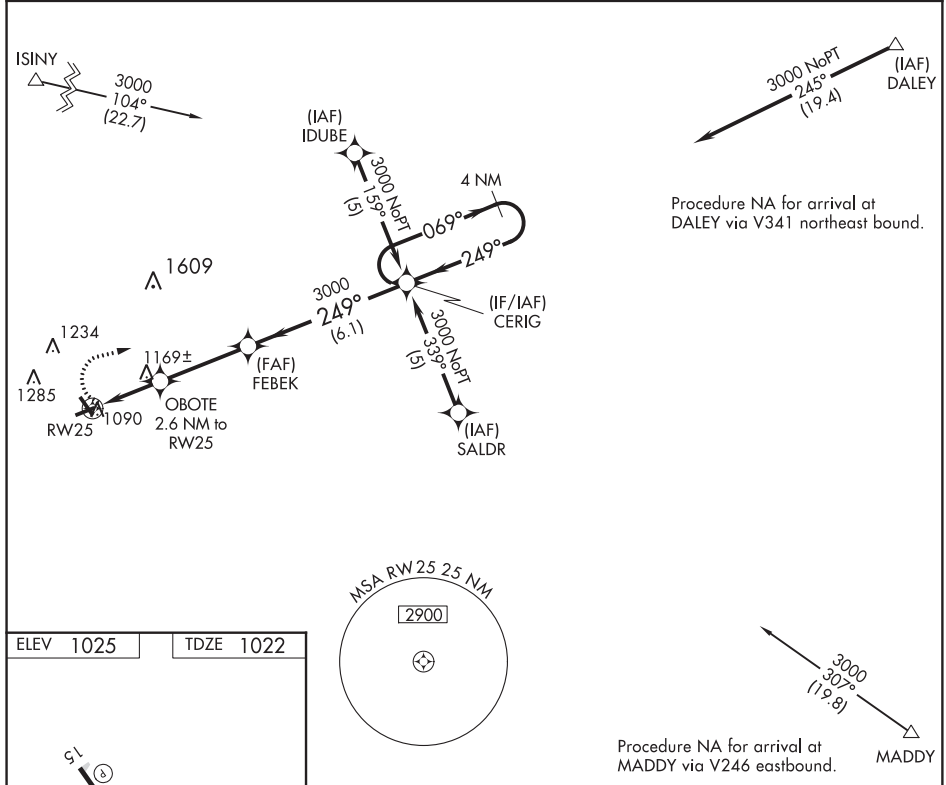 ISINY
3000
104°
(22.7)
(IAF)
IDUBE
3000 NoPT
159°
(5)
4 NM
069°
249°
3000 NoPT
245°
(19.4)
(IAF)
DALEY
Procedure NA for arrival at
DALEY via V341 northeast bound.
1609
3000
249°
(6.1)
(IF/IAF)
CERIG
1234
1285
1169±
1090
RW25
OBOTE
2.6 NM to
RW25
(FAF)
FEBEK
3000 NoPT
339°
(5)
(IAF)
SALDR
MSA RW25 25 NM
2900
ELEV 1025
TDZE 1022
15
P
3000
307°
(19.8)
MADDY
Procedure NA for arrival at
MADDY via V246 eastbound.